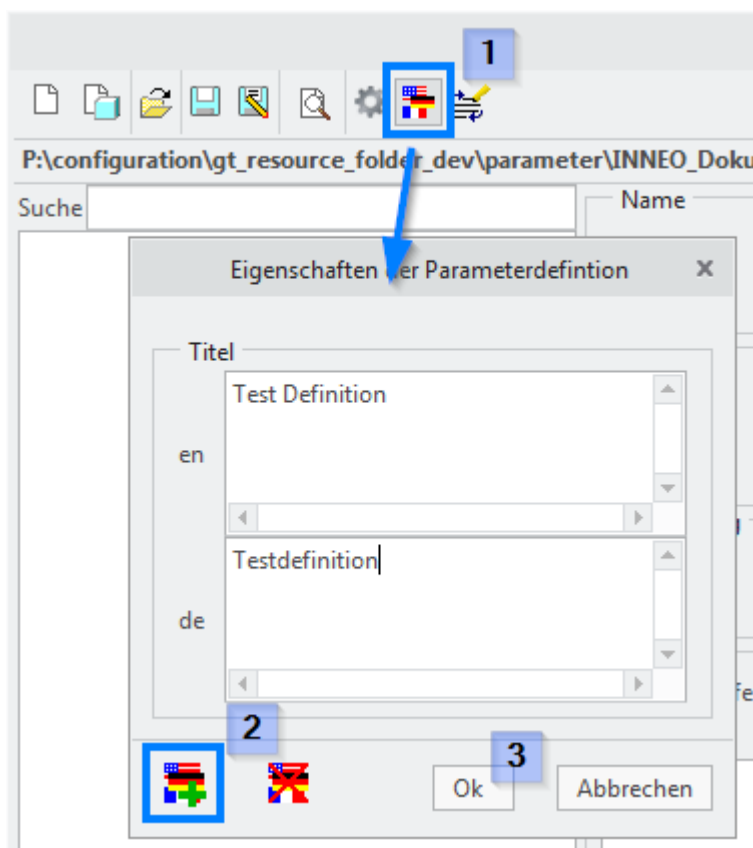 1
P:\configuration\gt_resource_folder_dev\parameter\INNEO_Doku
Suche
Name
Eigenschaften der Parameterdefintion
Titel
en
Test Definition
de
Testdefinition
2
3
Ok
Abbrechen